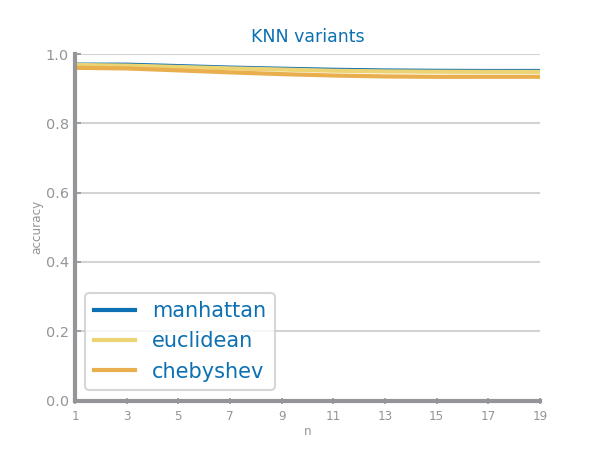 KNN variants
1.0
0.8
0.6
0.4
0.2
0.0
accuracy
manhattan
euclidean
chebyshev
1 3 5 7 9 11 13 15 17 19
n